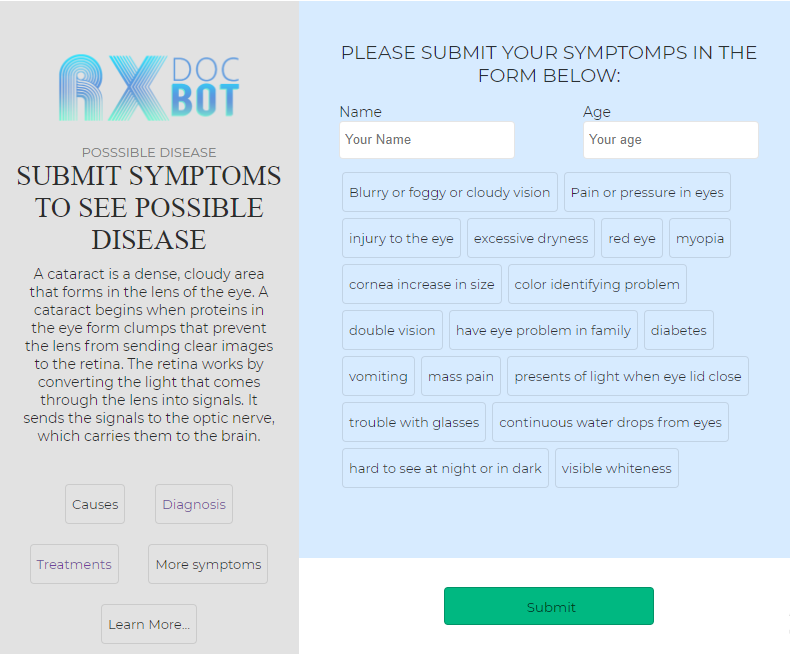 RX DOC
BOT
POSSSIBLE DISEASE
SUBMIT SYMPTOMS
TO SEE POSSIBLE
DISEASE
A cataract is a dense, cloudy area
that forms in the lens of the eye. A
cataract begins when proteins in
the eye form clumps that prevent
the lens from sending clear images
to the retina. The retina works by
converting the light that comes
through the lens into signals. It
sends the signals to the optic nerve,
which carries them to the brain.
Causes Diagnosis
Treatments More symptoms
Learn More...
PLEASE SUBMIT YOUR SYMPTOMPS IN THE
FORM BELOW:
Name Age
Your Name Your age
Blurry or foggy or cloudy vision Pain or pressure in eyes
injury to the eye excessive dryness red eye myopia
cornea increase in size color identifying problem
double vision have eye problem in family diabetes
vomiting mass pain presents of light when eye lid close
trouble with glasses continuous water drops from eyes
hard to see at night or in dark visible whiteness
Submit